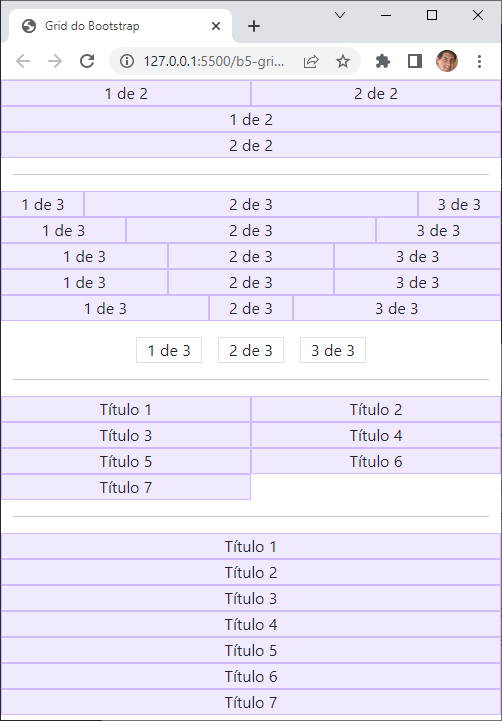 Grid do Bootstrap
127.0.0.1:5500/b5-gri...
1 de 2 2 de 2
1 de 2
2 de 2
1 de 3 2 de 3 3 de 3
1 de 3 2 de 3 3 de 3
1 de 3 2 de 3 3 de 3
1 de 3 2 de 3 3 de 3
1 de 3 2 de 3 3 de 3
1 de 3 2 de 3 3 de 3
Título 1 Título 2
Título 3 Título 4
Título 5 Título 6
Título 7
Título 1
Título 2
Título 3
Título 4
Título 5
Título 6
Título 7